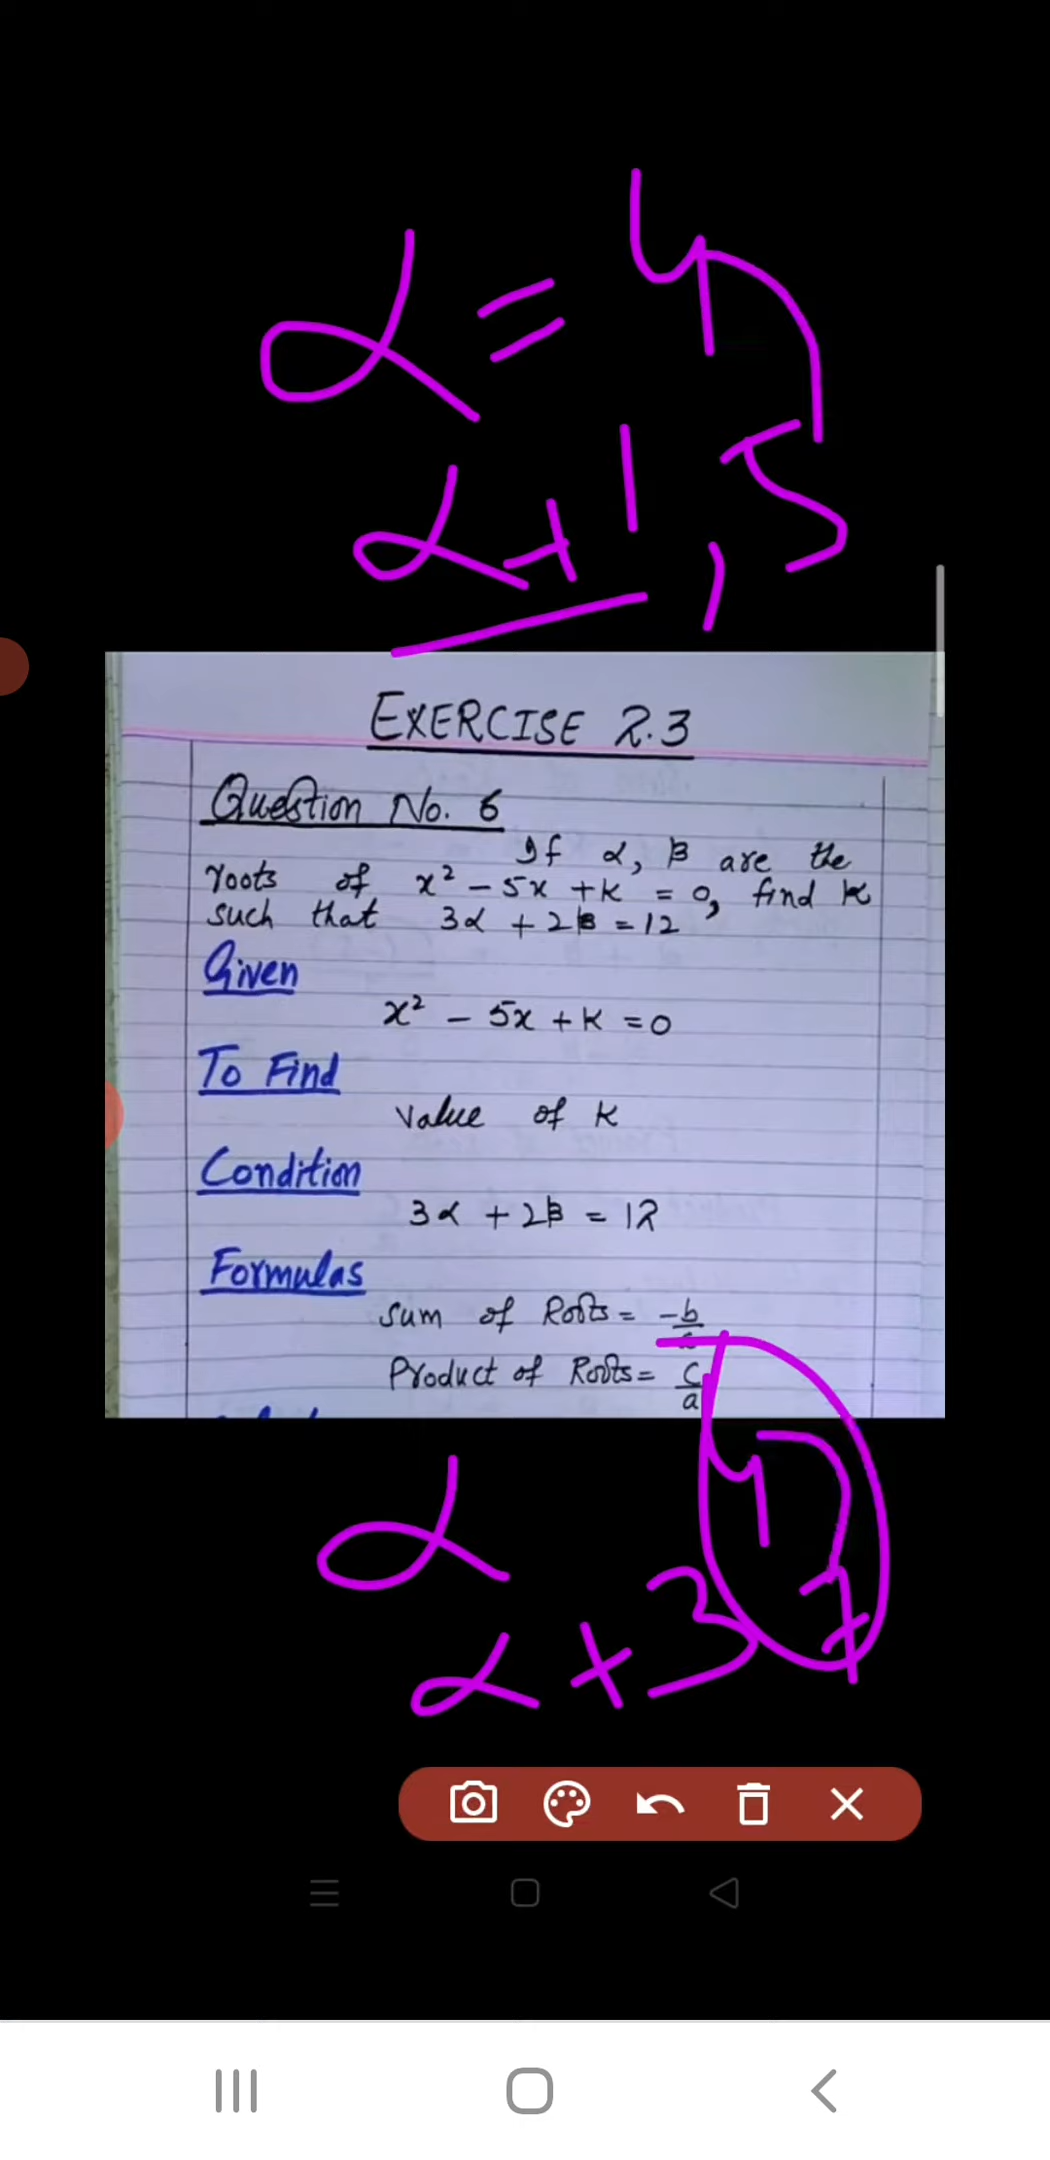 α = 4
α + 1, 5
EXERCISE 2.3
Question No. 6
If α, β are the
roots of x² - 5x + k = 0, find k
such that 3α + 2β = 12
Given
x² - 5x + k = 0
To Find
Value of k
Condition
3α + 2β = 12
Formulas
Sum of Roots = -b/a
Product of Roots = c/a
α 4
α + 3 7